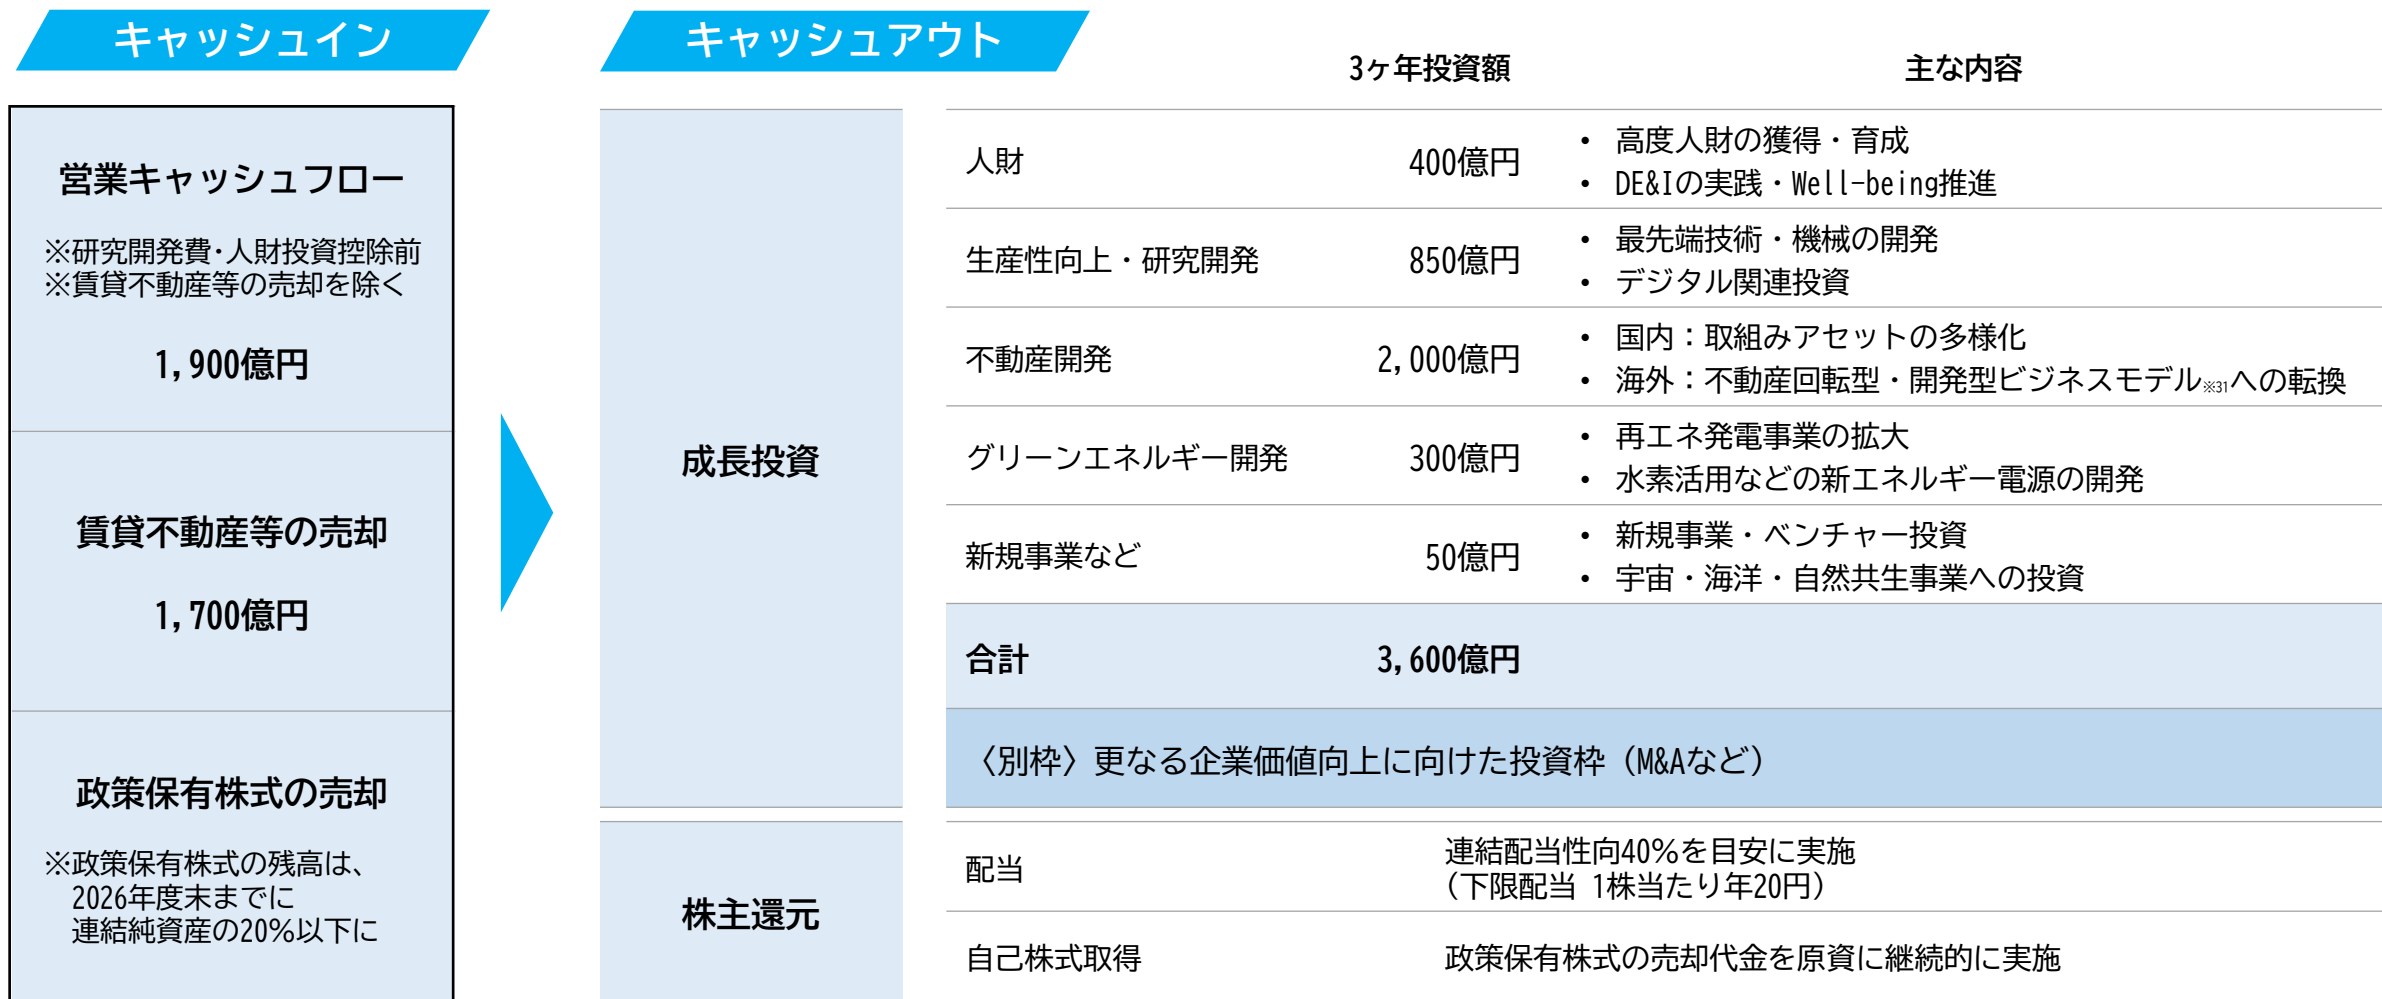 キャッシュイン
営業キャッシュフロー
※研究開発費・人財投資控除前
※賃貸不動産等の売却を除く
1,900億円
賃貸不動産等の売却
1,700億円
政策保有株式の売却
※政策保有株式の残高は、
2026年度末までに
連結純資産の20%以下に
キャッシュアウト
3ヶ年投資額
主な内容
成長投資
人財
400億円
• 高度人財の獲得・育成
• DE&Iの実践・Well-being推進
生産性向上・研究開発
850億円
• 最先端技術・機械の開発
• デジタル関連投資
不動産開発
2,000億円
• 国内：取組みアセットの多様化
• 海外：不動産回転型・開発型ビジネスモデル※31への転換
グリーンエネルギー開発
300億円
• 再エネ発電事業の拡大
• 水素活用などの新エネルギー電源の開発
新規事業など
50億円
• 新規事業・ベンチャー投資
• 宇宙・海洋・自然共生事業への投資
合計
3,600億円
〈別枠〉更なる企業価値向上に向けた投資枠（M&Aなど）
株主還元
配当
連結配当性向40%を目安に実施
（下限配当 1株当たり年20円）
自己株式取得
政策保有株式の売却代金を原資に継続的に実施